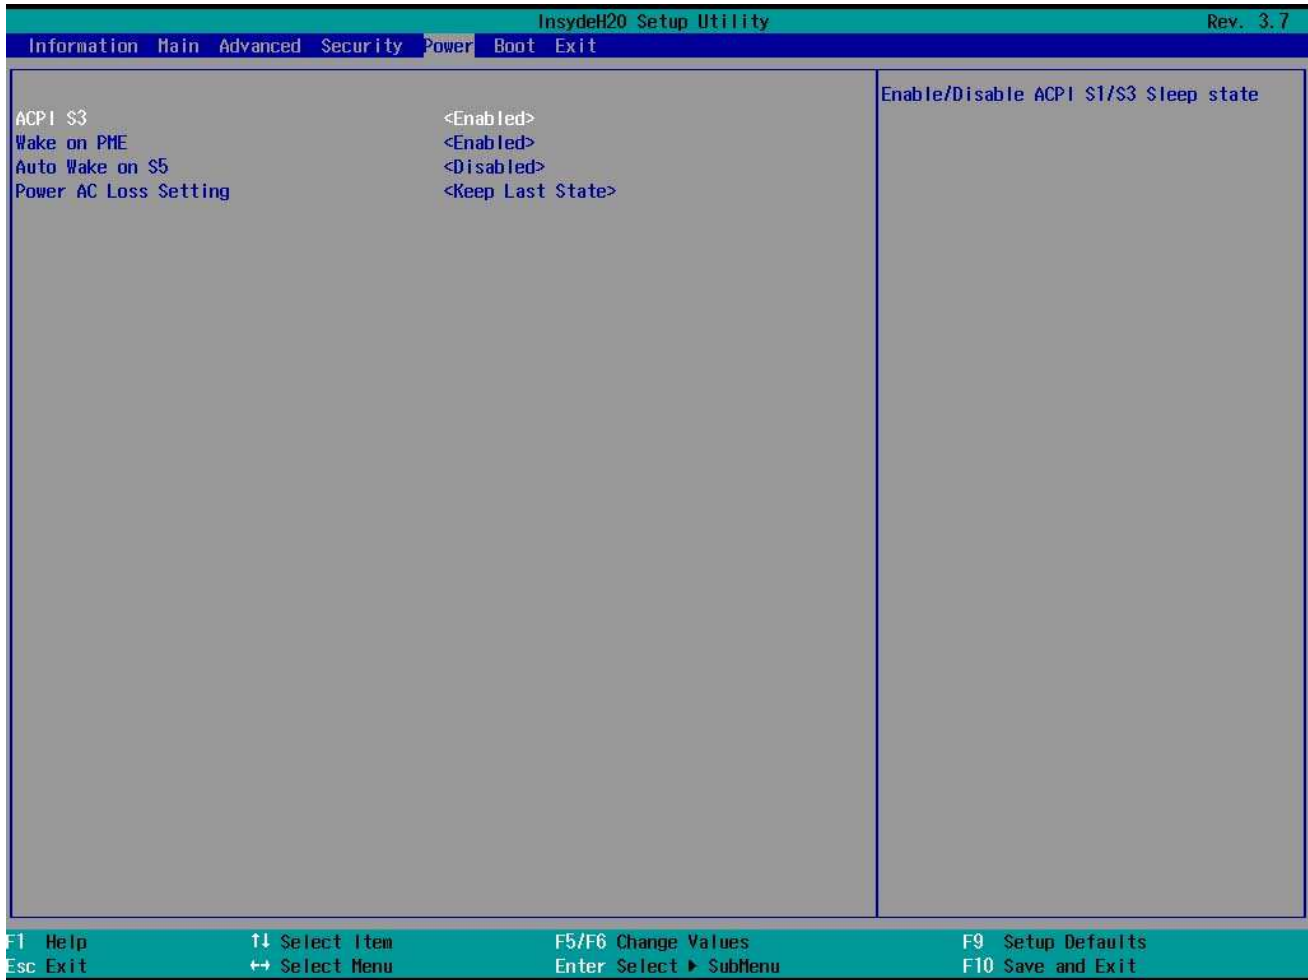 InsydeH20 Setup Utility Rev. 3.7
Information Main Advanced Security Power Boot Exit
Enable/Disable ACPI S1/S3 Sleep state
ACPI S3 <Enabled>
Wake on PME <Enabled>
Auto Wake on S5 <Disabled>
Power AC Loss Setting <Keep Last State>
F1 Help ↑↓ Select Item F5/F6 Change Values F9 Setup Defaults
Esc Exit ↔ Select Menu Enter Select ▶ SubMenu F10 Save and Exit